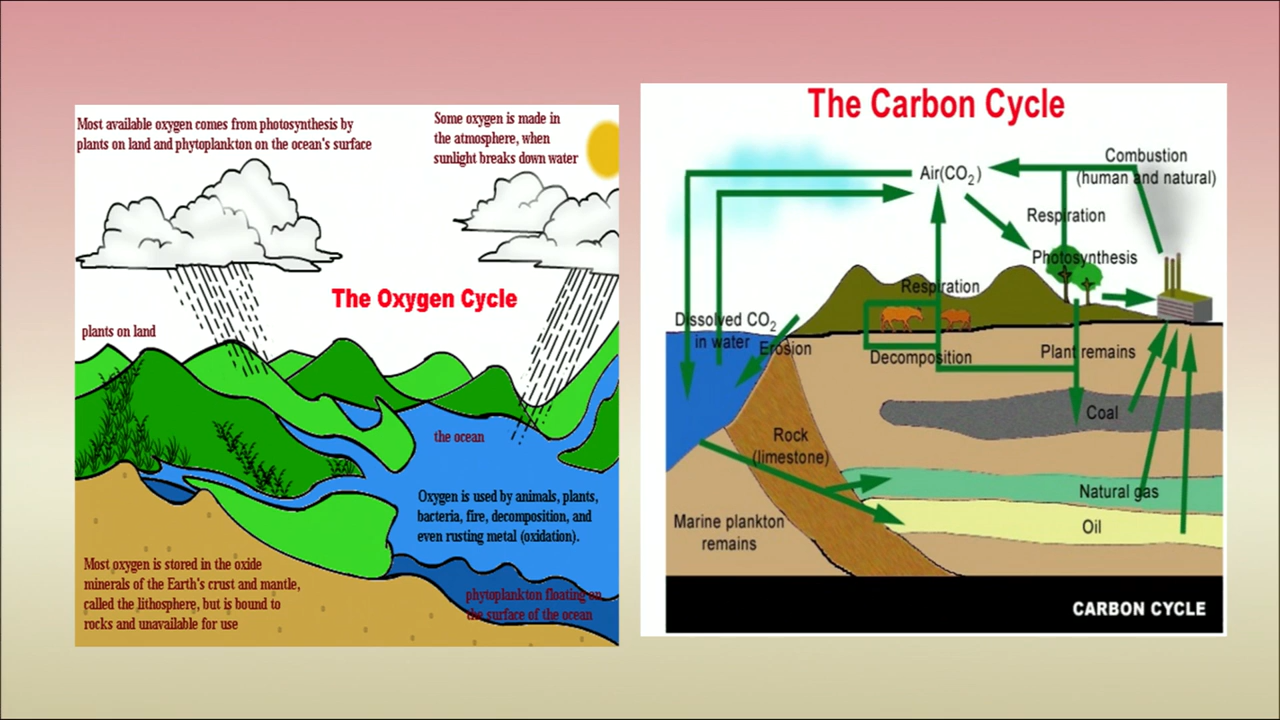 Most available oxygen comes from photosynthesis by
plants on land and phytoplankton on the ocean's surface
Some oxygen is made in
the atmosphere, when
sunlight breaks down water
The Oxygen Cycle
plants on land
the ocean
Oxygen is used by animals, plants,
bacteria, fire, decomposition, and
even rusting metal (oxidation).
Most oxygen is stored in the oxide
minerals of the Earth's crust and mantle,
called the lithosphere, but is bound to
rocks and unavailable for use
phytoplankton floating on
the surface of the ocean
The Carbon Cycle
Combustion
(human and natural)
Air(CO₂)
Respiration
Photosynthesis
Respiration
Dissolved CO₂
in water
Erosion
Decomposition
Plant remains
Coal
Rock
(limestone)
Natural gas
Oil
Marine plankton
remains
CARBON CYCLE